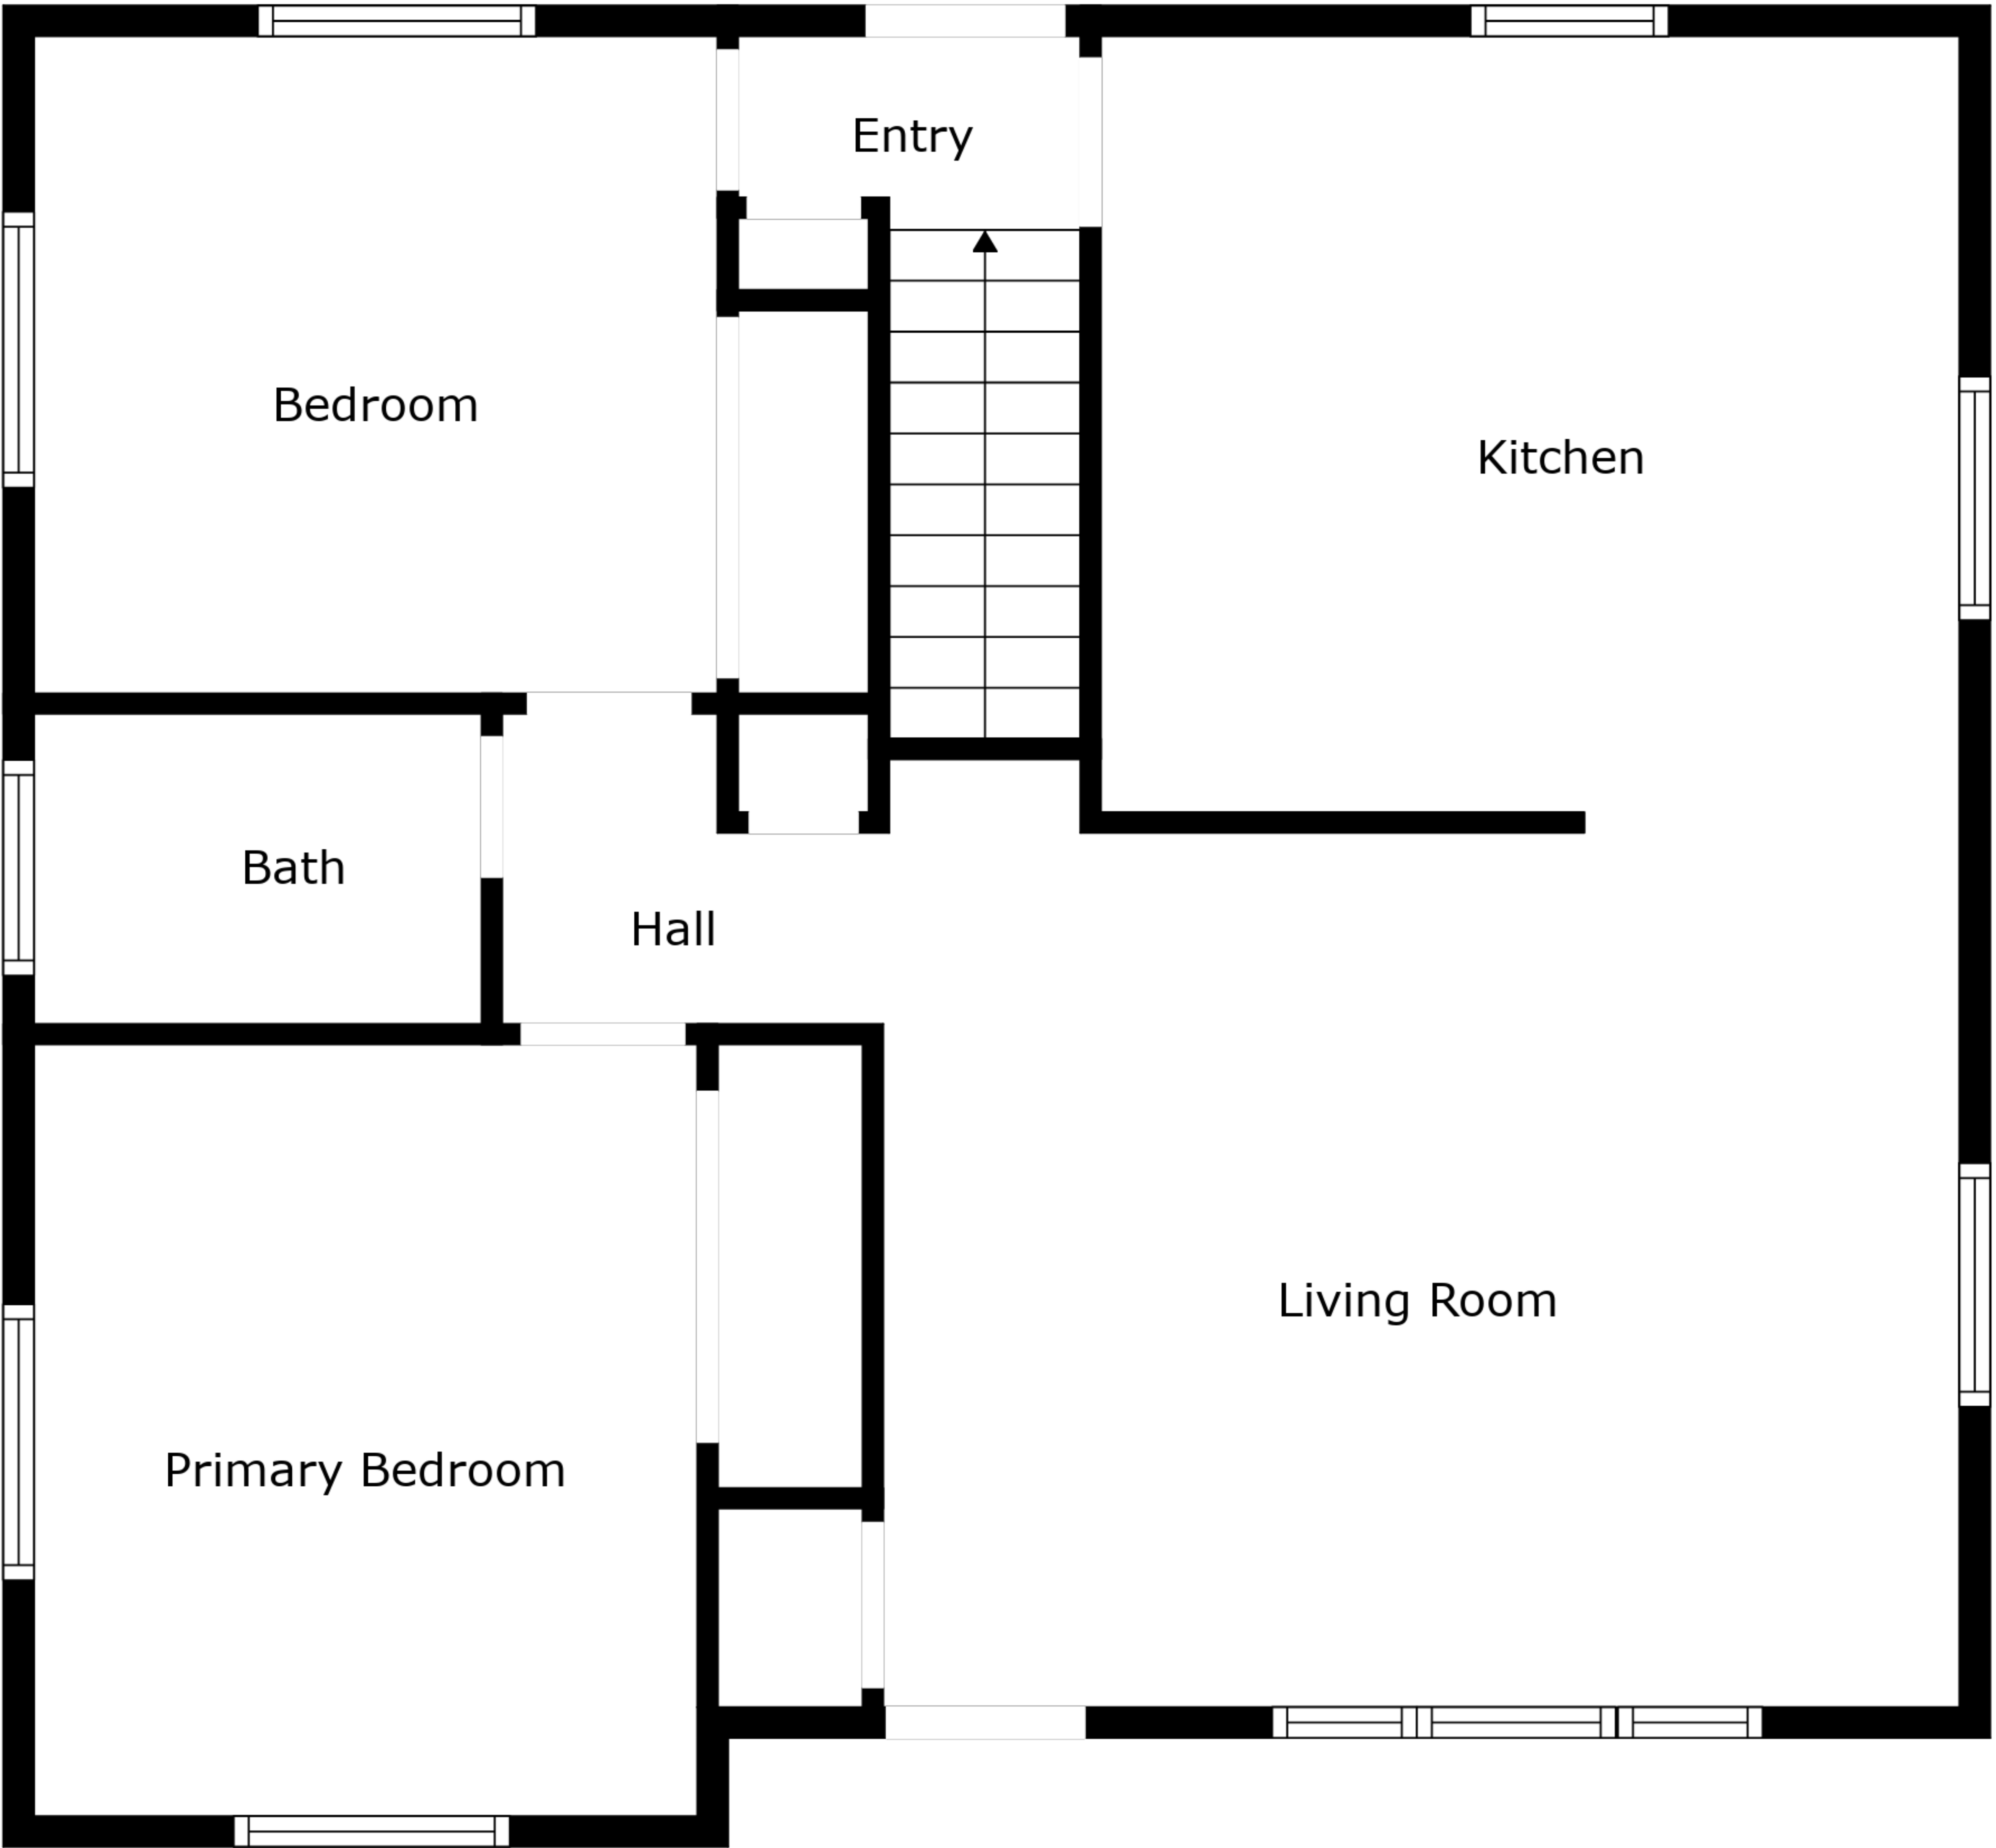 Entry
Bedroom
Kitchen
Bath
Hall
Living Room
Primary Bedroom